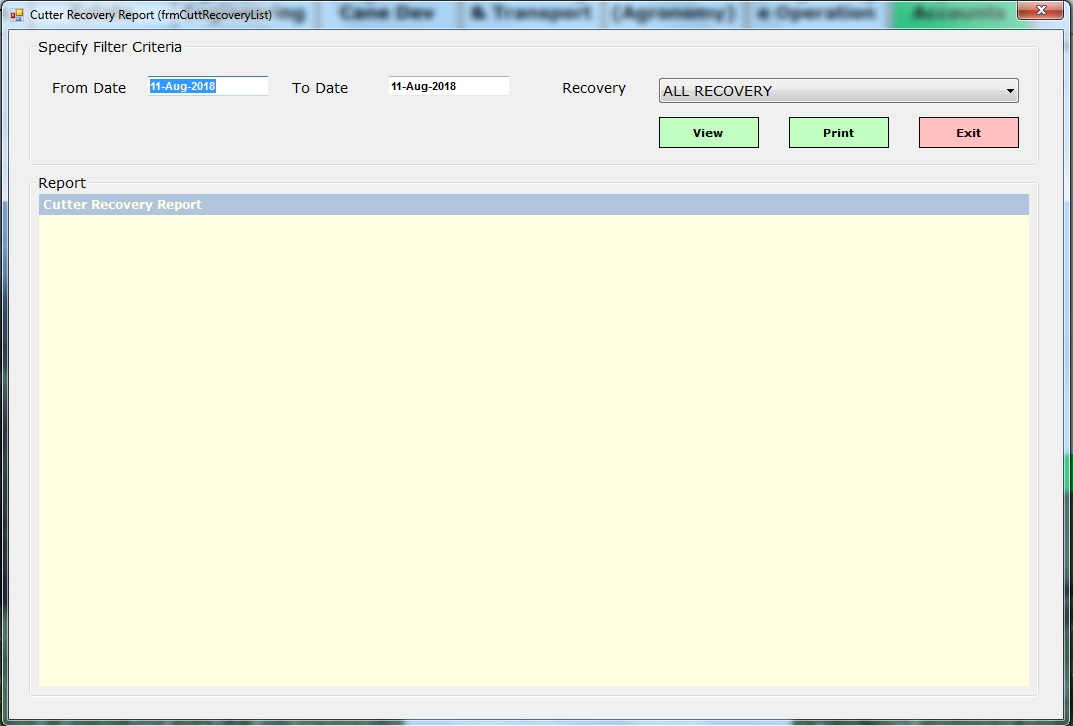 Cane Dev & Transport (Agronomy) e Operation Accounts
Cutter Recovery Report (frmCuttRecoveryList)
Specify Filter Criteria
From Date 11-Aug-2018 To Date 11-Aug-2018 Recovery ALL RECOVERY
View Print Exit
Report
Cutter Recovery Report